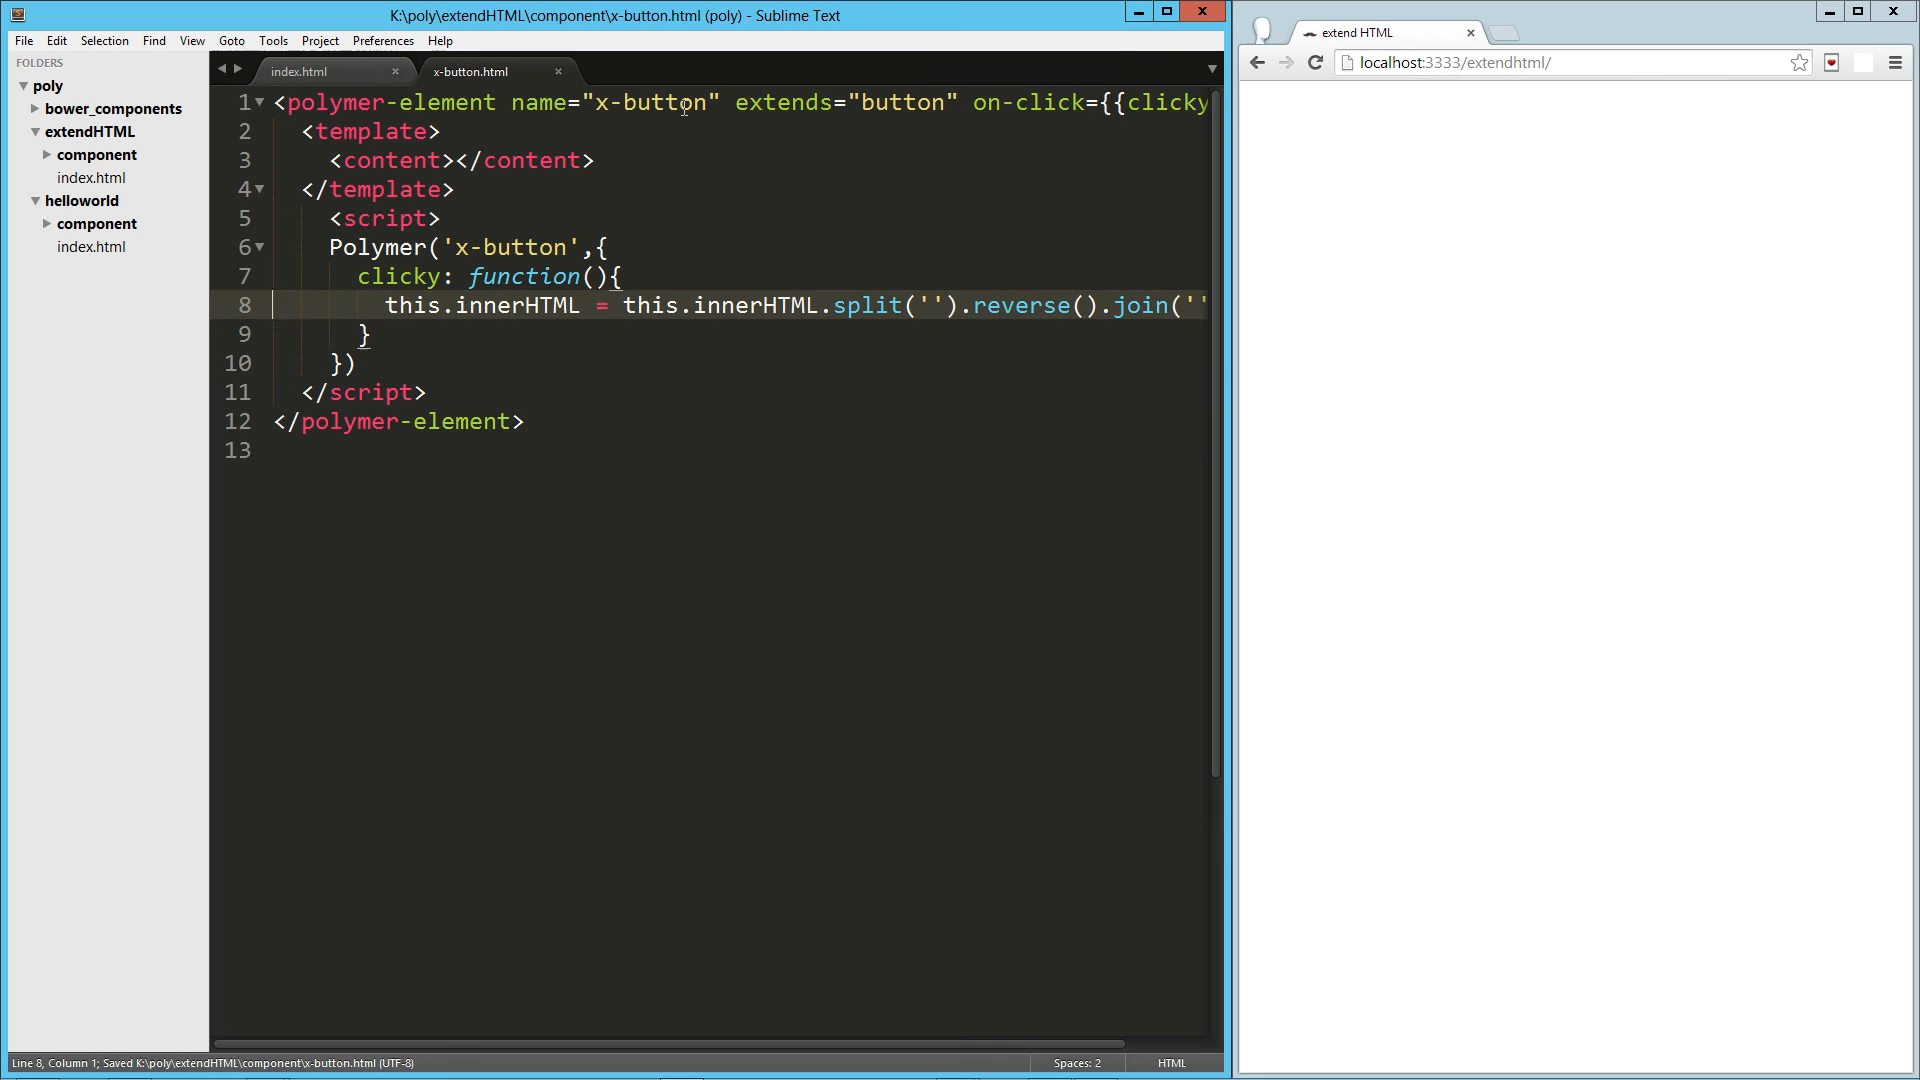 K:\poly\extendHTML\component\x-button.html (poly) - Sublime Text
File Edit Selection Find View Goto Tools Project Preferences Help
FOLDERS
poly
bower_components
extendHTML
component
index.html
helloworld
component
index.html
index.html x-button.html
1 <polymer-element name="x-button" extends="button" on-click={{clicky
2 <template>
3 <content></content>
4 </template>
5 <script>
6 Polymer('x-button',{
7 clicky: function(){
8 this.innerHTML = this.innerHTML.split('').reverse().join(''
9 }
10 })
11 </script>
12 </polymer-element>
13
Line 8, Column 1; Saved K:\poly\extendHTML\component\x-button.html (UTF-8)
Spaces: 2
HTML
extend HTML
localhost:3333/extendhtml/